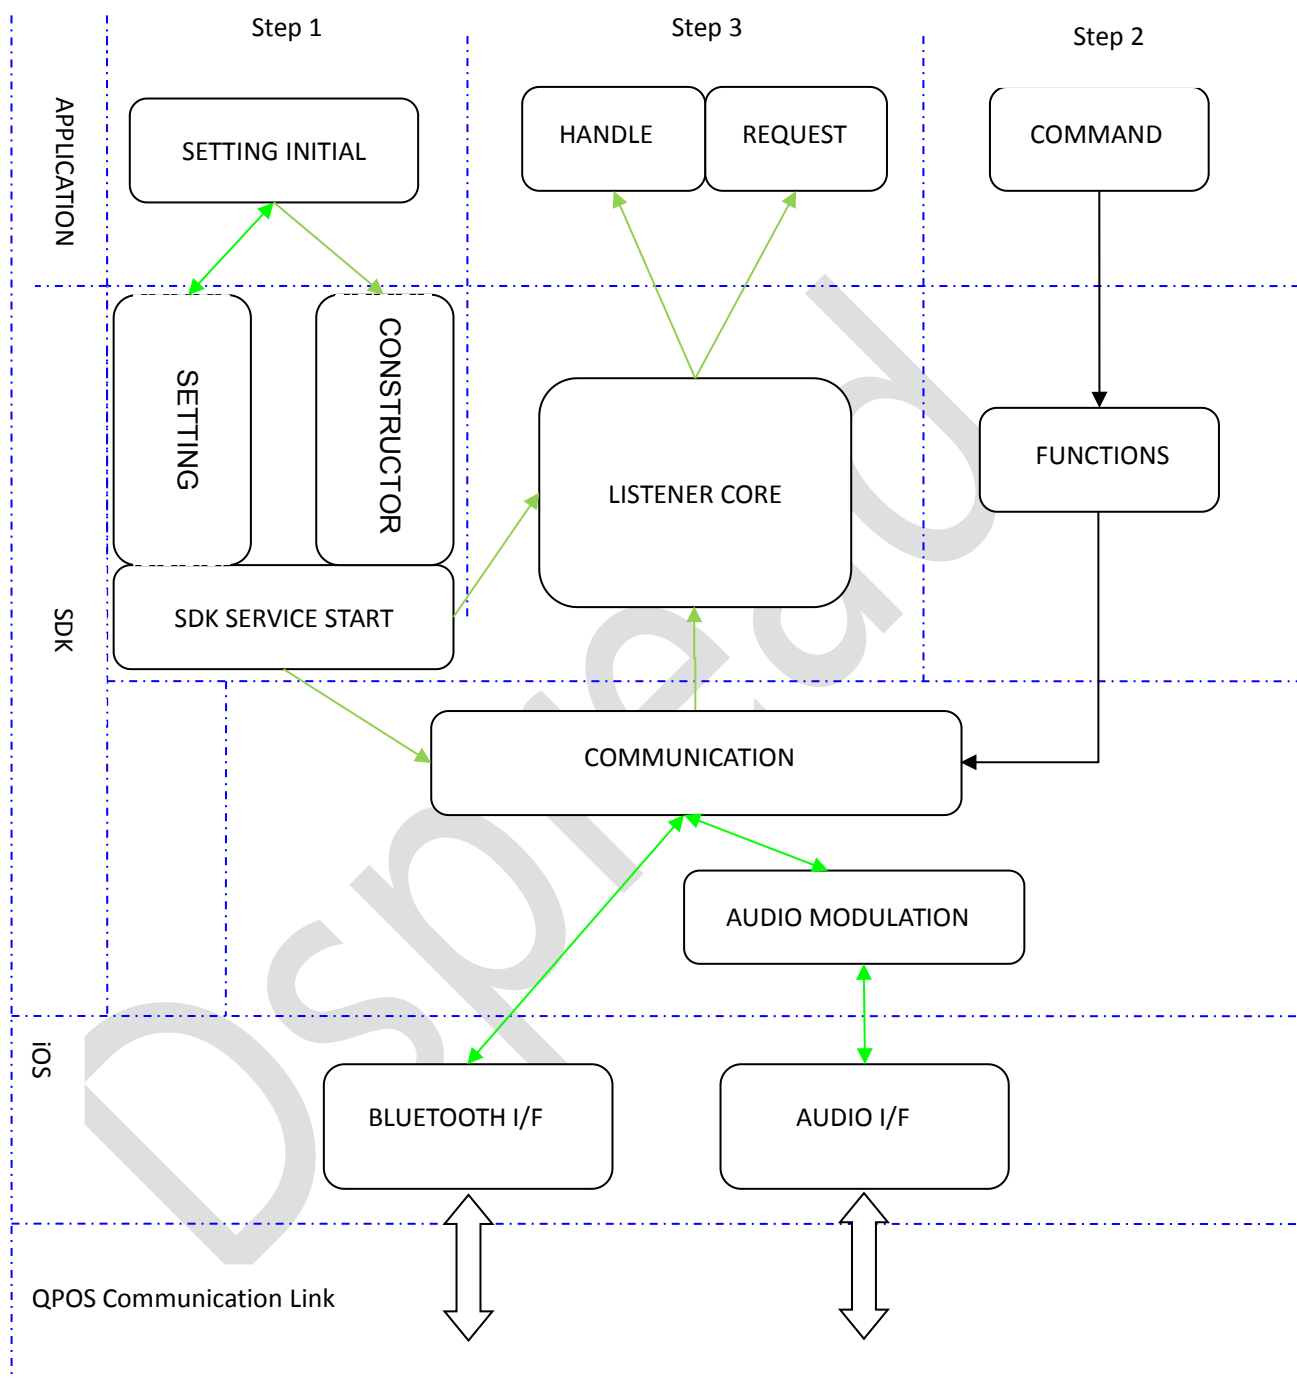 Step 1
Step 3
Step 2
APPLICATION
SETTING INITIAL
HANDLE
REQUEST
COMMAND
SETTING
CONSTRUCTOR
LISTENER CORE
FUNCTIONS
SDK
SDK SERVICE START
COMMUNICATION
AUDIO MODULATION
iOS
BLUETOOTH I/F
AUDIO I/F
QPOS Communication Link
Dspread